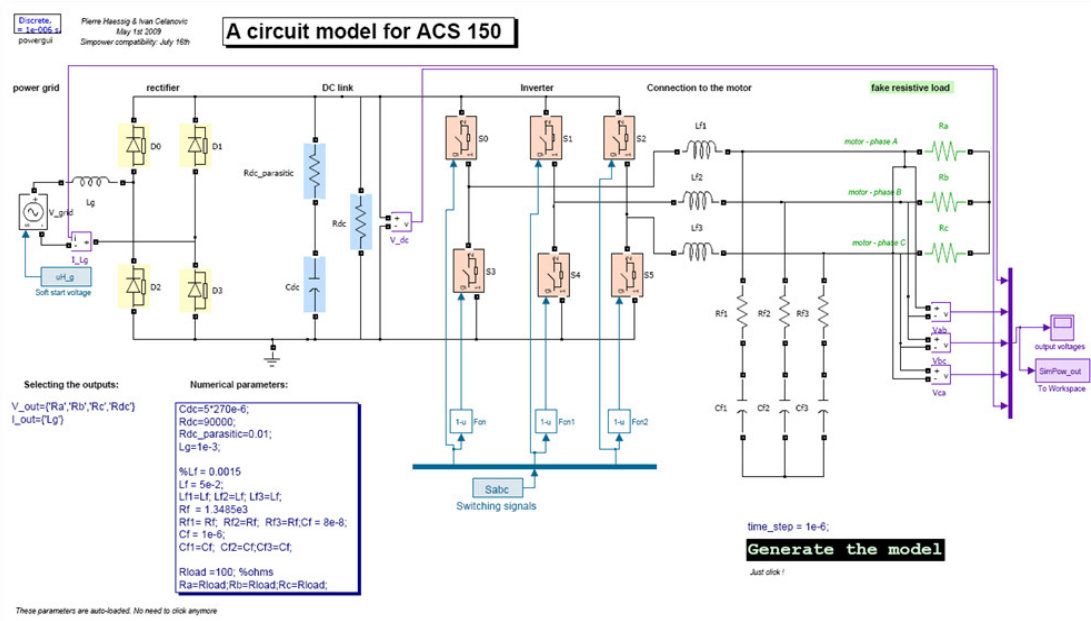 Discrete,
= 1e-006 s.
powergui
Pierre Haessig & Ivan Celanovic
May 1st 2009
Simpower compatibility: July 16th
A circuit model for ACS 150
power grid
rectifier
DC link
Inverter
Connection to the motor
fake resistive load
D0
D1
S0
S1
S2
Lf1
Ra
motor - phase A
Rdc_parasitic
Lg
V_grid
Rdc
V_dc
Lf2
Rb
motor - phase B
Lf3
Rc
motor - phase C
I_Lg
uH_g
Soft start voltage
D2
D3
Cdc
S3
S4
S5
Rf1
Rf2
Rf3
Vab
Vbc
Vca
output voltages
SimPow_out
To Workspace
Cf1
Cf2
Cf3
Selecting the outputs:
V_out={'Ra','Rb','Rc','Rdc'}
I_out={'Lg'}
Numerical parameters:
Cdc=5*270e-6;
Rdc=90000;
Rdc_parasitic=0.01;
Lg=1e-3;
%Lf = 0.0015
Lf = 5e-2;
Lf1=Lf; Lf2=Lf; Lf3=Lf;
Rf = 1.3485e3
Rf1= Rf; Rf2=Rf; Rf3=Rf;Cf = 8e-8;
Cf = 1e-6;
Cf1=Cf; Cf2=Cf;Cf3=Cf;
Rload =100; %ohms
Ra=Rload;Rb=Rload;Rc=Rload;
1-u
Fon
1-u
Fon1
1-u
Fon2
Sabc
Switching signals
time_step = 1e-6;
Generate the model
Just click !
These parameters are auto-loaded. No need to click anymore